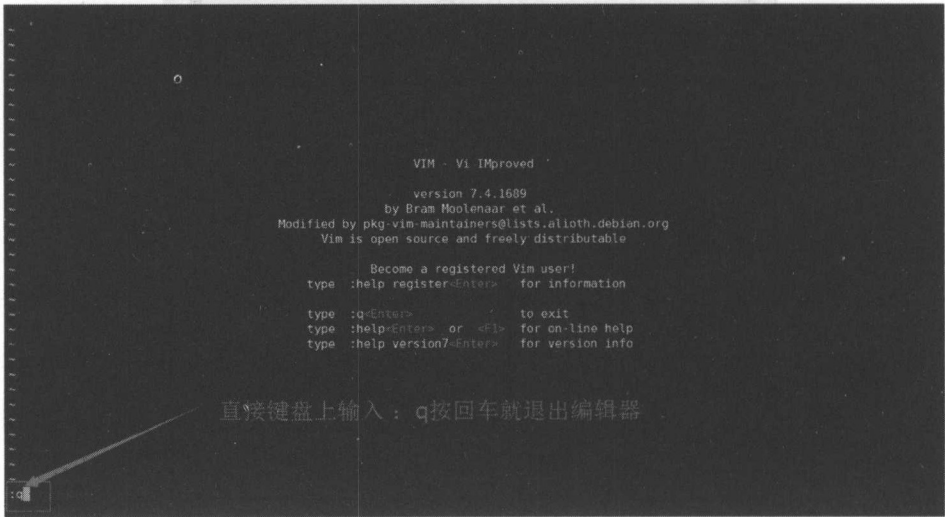 ~
~
~
~
~
~
~
~
~
VIM - Vi IMproved
~
version 7.4.1689
by Bram Moolenaar et al.
Modified by pkg-vim-maintainers@lists.alioth.debian.org
Vim is open source and freely distributable
~
Become a registered Vim user!
type :help register<Enter> for information
~
type :q<Enter> to exit
type :help<Enter> or <F1> for on-line help
type :help version7<Enter> for version info
~
~
~
~
直接键盘上输入：q按回车就退出编辑器
~
~
~
~
:q